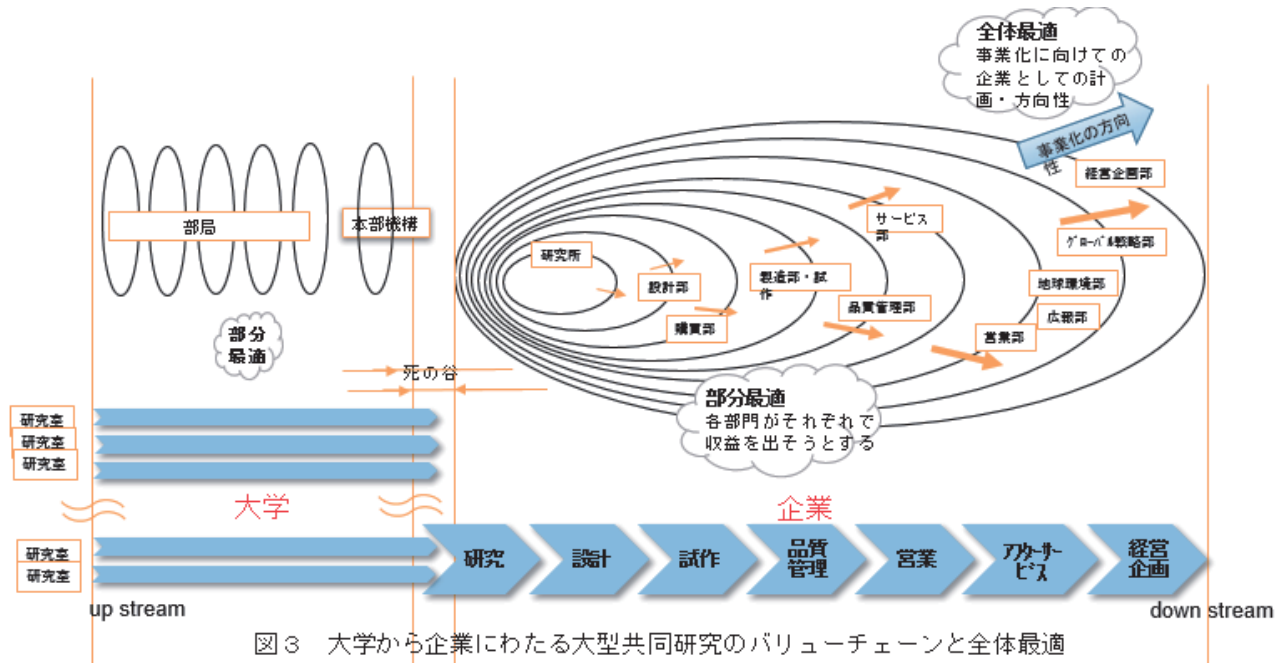 全体最適
事業化に向けての
企業としての計
画・方向性
事業化の方向
性
経営企画部
部局
本部機構
サービス
部
グローバル戦略部
研究所
設計部
製造部・試
作
地球環境部
購買部
品質管理部
広報部
営業部
部分
最適
死の谷
部分最適
各部門がそれぞれで
収益を出そうとする
研究室
研究室
研究室
大学
企業
研究室
研究室
研究
設計
試作
品質
管理
営業
アフターサー
ビス
経営
企画
up stream
down stream
図３ 大学から企業にわたる大型共同研究のバリューチェーンと全体最適